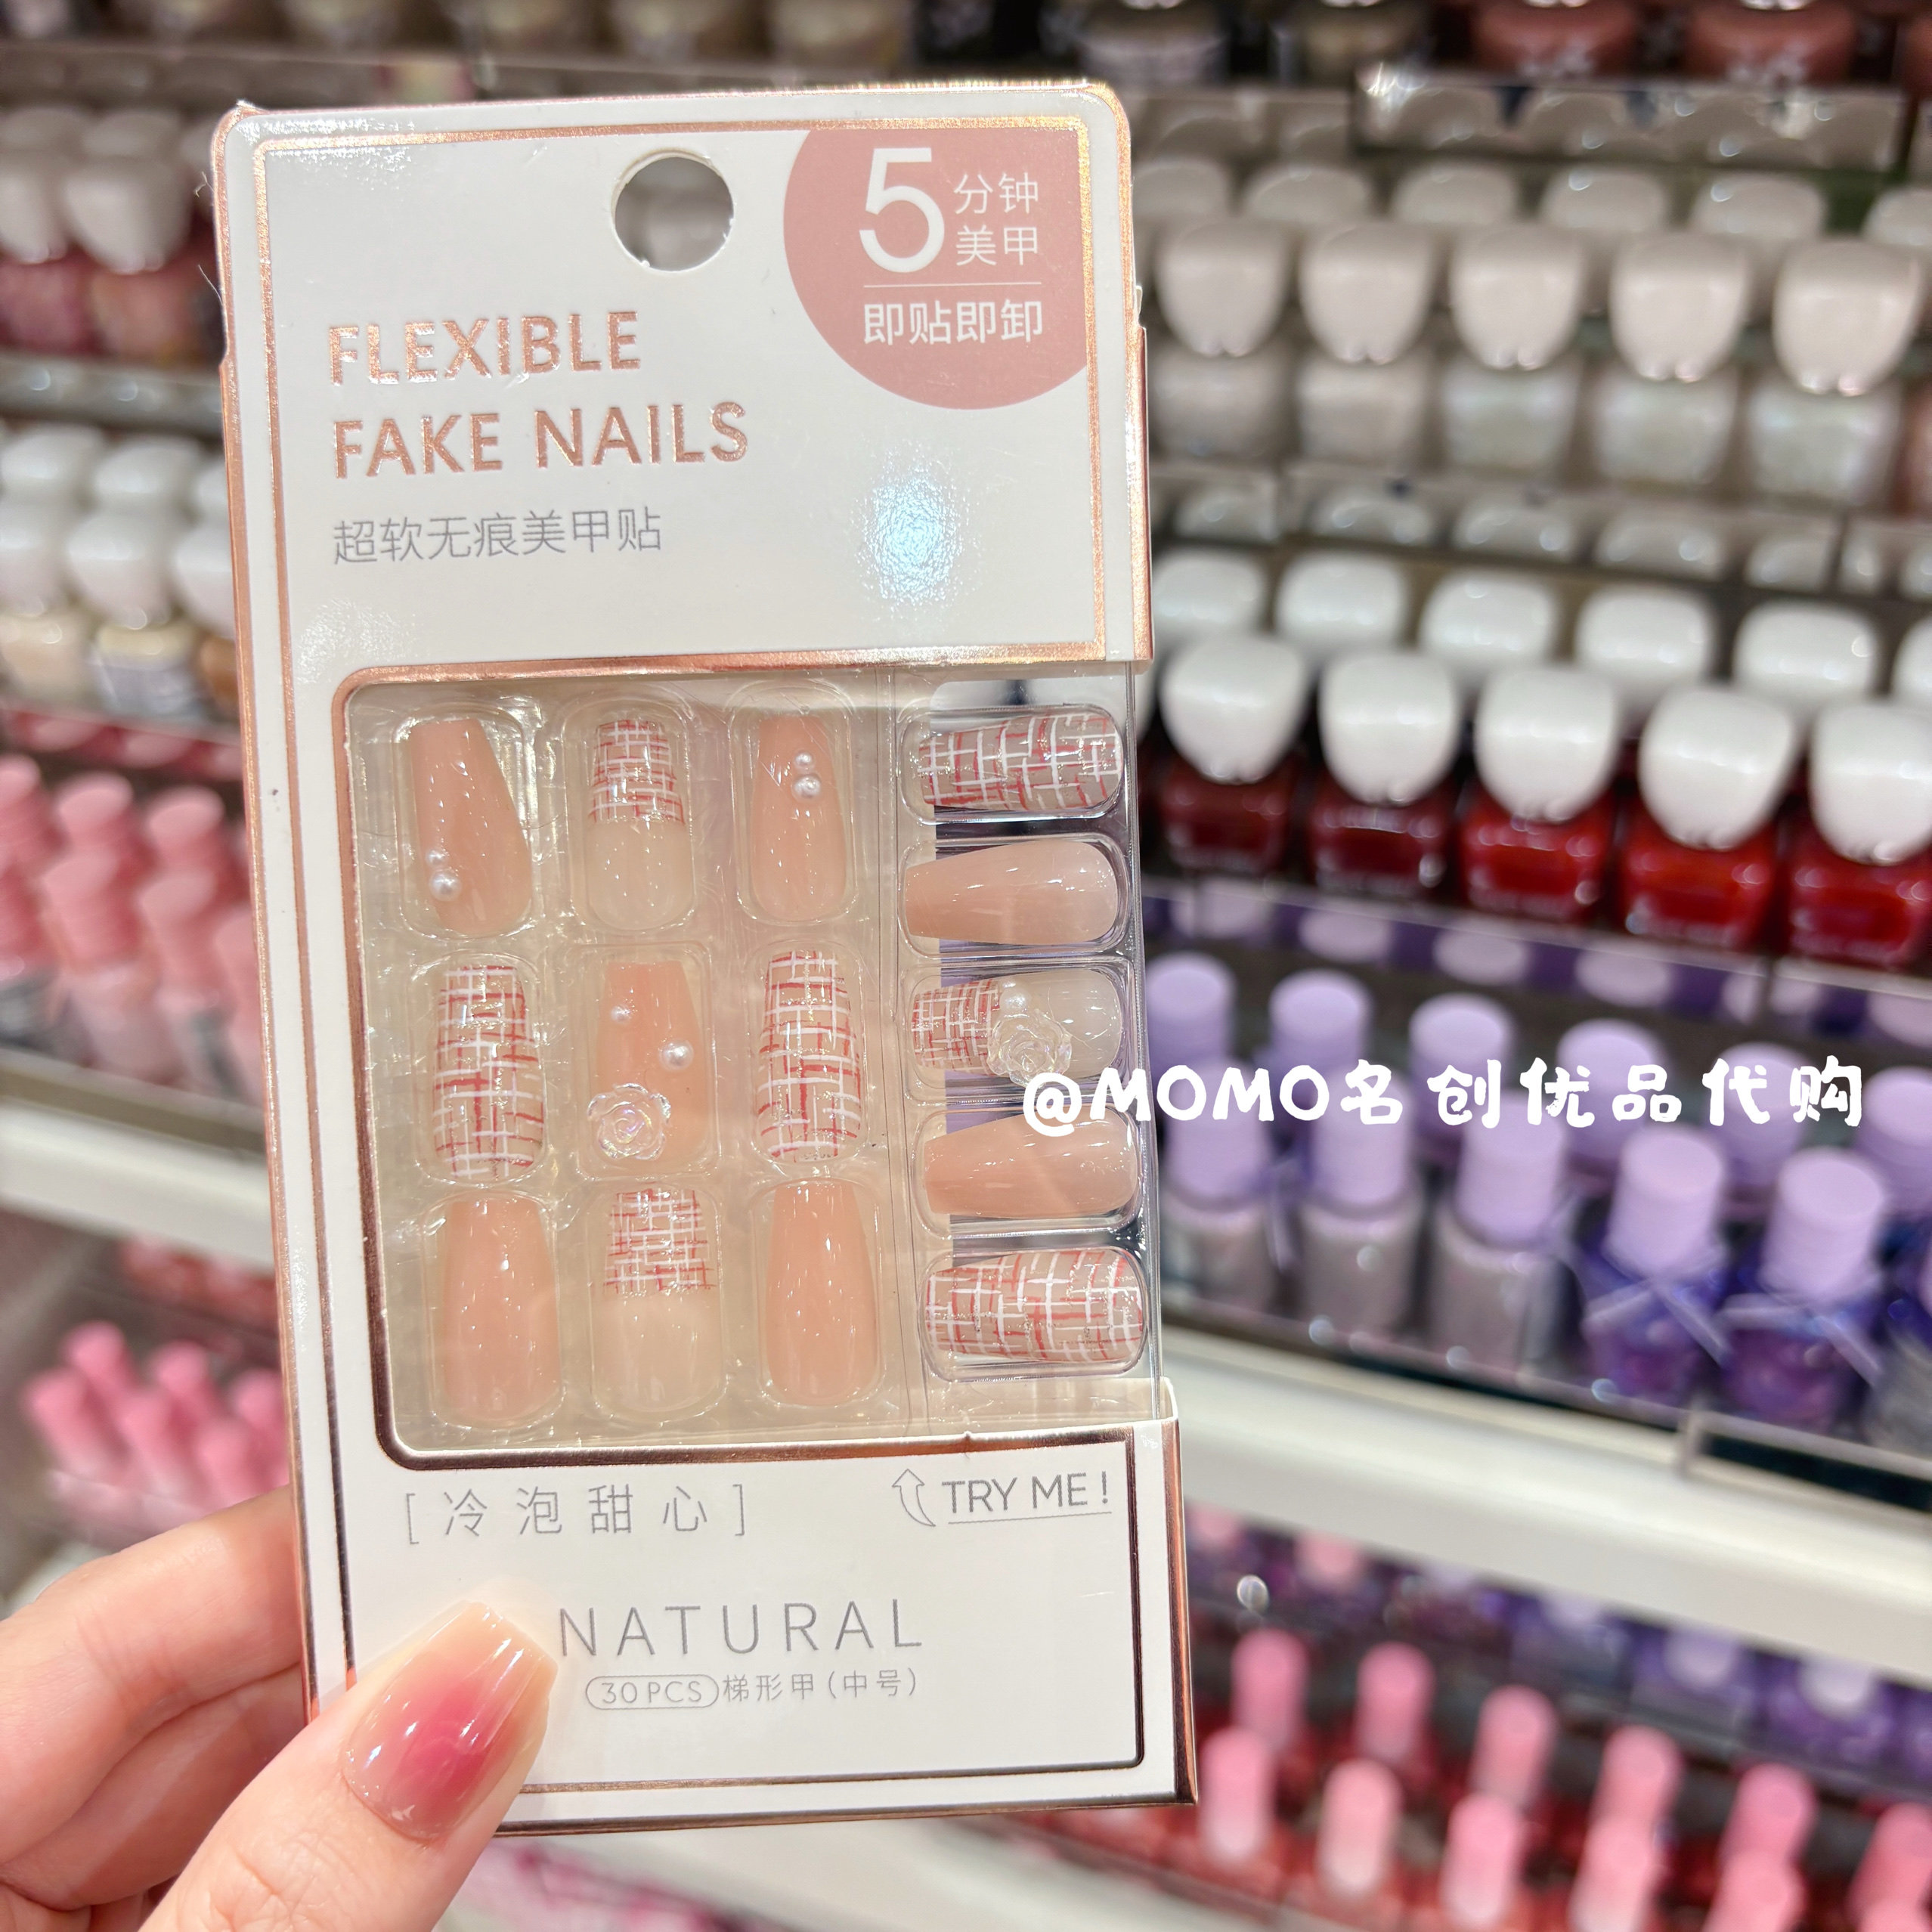 5 分钟
美甲
即贴即卸
FLEXIBLE
FAKE NAILS
超软无痕美甲贴
@MOMO名创优品代购
[冷泡甜心]
TRY ME!
NATURAL
30PCS 梯形甲(中号)